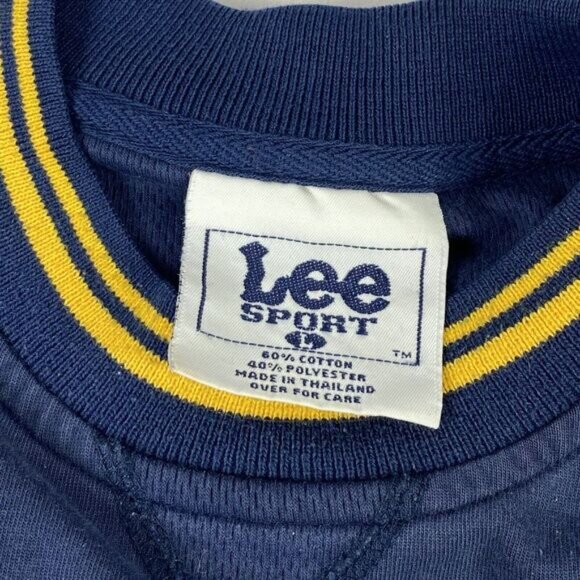 Lee
SPORT
L
TM
60% COTTON
40% POLYESTER
MADE IN THAILAND
OVER FOR CARE